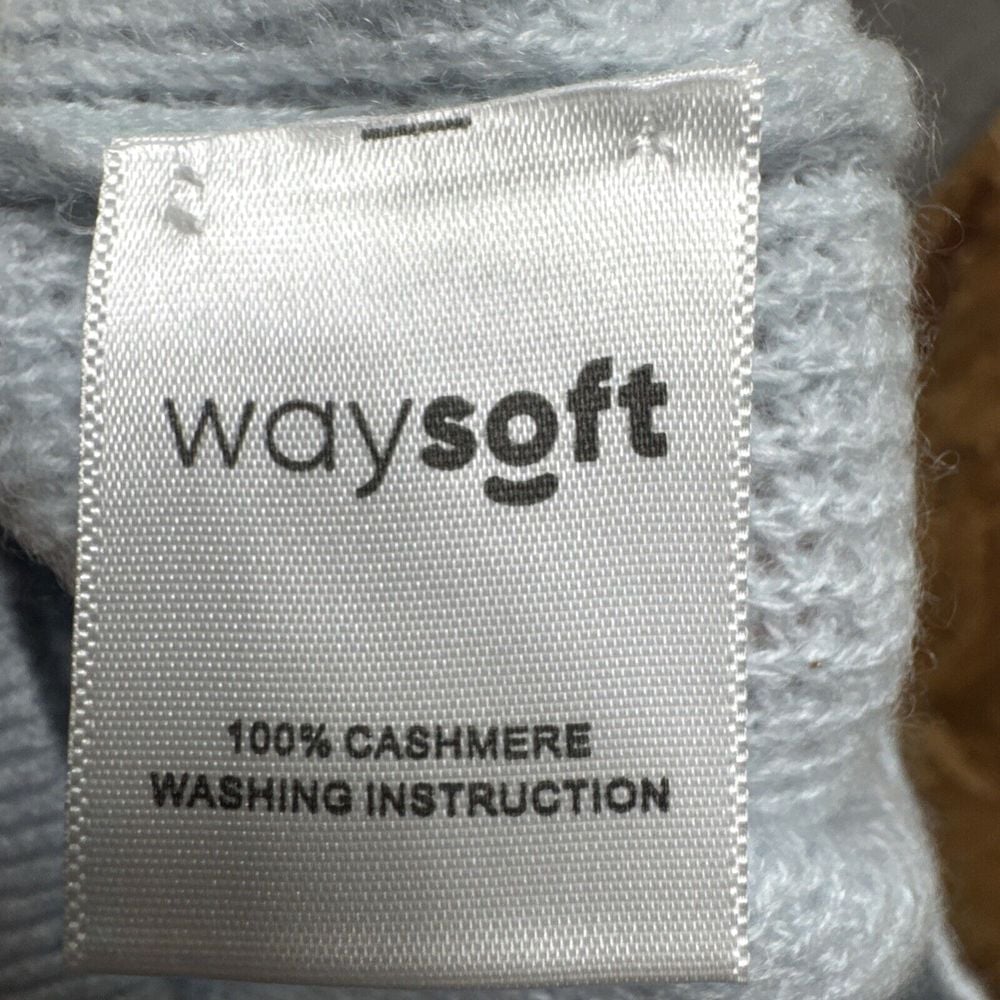 waysoft
100% CASHMERE
WASHING INSTRUCTION